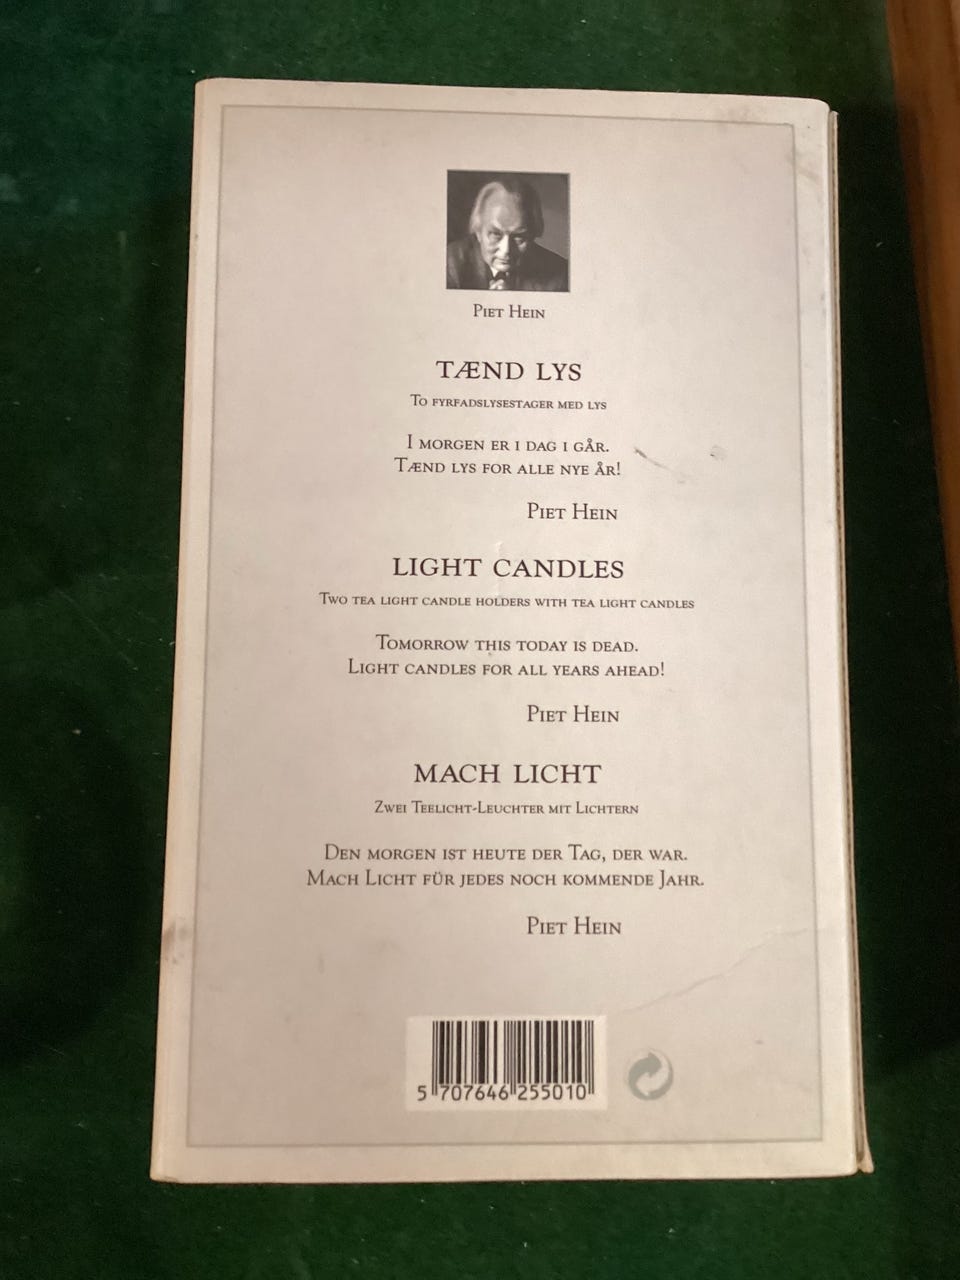 Piet Hein
TÆND LYS
To fyrfadslysestager med lys
I morgen er i dag i går.
Tænd lys for alle nye år!
Piet Hein
LIGHT CANDLES
Two tea light candle holders with tea light candles
Tomorrow this today is dead.
Light candles for all years ahead!
Piet Hein
MACH LICHT
Zwei Teelicht-Leuchter mit Lichtern
Den morgen ist heute der Tag, der war.
Mach Licht für jedes noch kommende Jahr.
Piet Hein
5 707646 255010